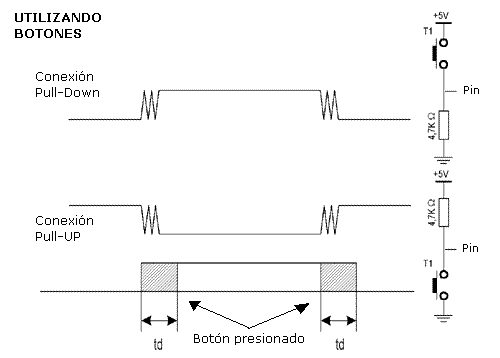 UTILIZANDO
BOTONES
+5V
T1
Conexión
Pull-Down
Pin
4,7K Ω
+5V
4,7K Ω
Conexión
Pull-UP
Pin
T1
td
Botón presionado
td